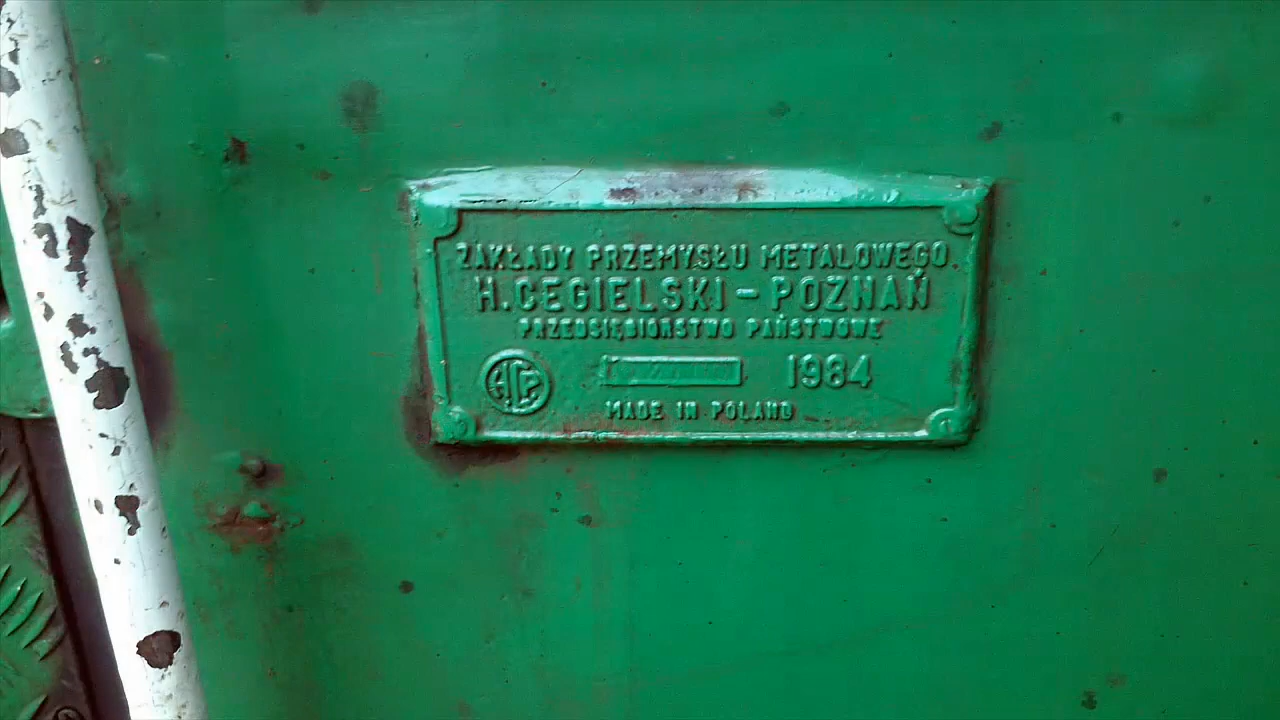 ZAKŁADY PRZEMYSŁU METALOWEGO
H. CEGIELSKI - POZNAŃ
PRZEDSIĘBIORSTWO PAŃSTWOWE
HCP 1984
MADE IN POLAND